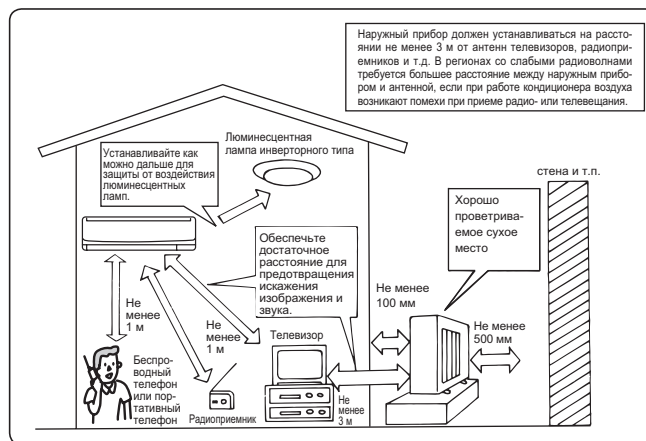 Наружный прибор должен устанавливаться на рассто-
янии не менее 3 м от антенн телевизоров, радиопри-
емников и т.д. В регионах со слабыми радиоволнами
требуется большее расстояние между наружным прибо-
ром и антенной, если при работе кондиционера воздуха
возникают помехи при приеме радио- или телевещания.
Люминесцентная
лампа инверторного типа
Устанавливайте как
можно дальше для
защиты от воздействия
люминесцентных
ламп.
стена и т.п.
Хорошо
проветрива-
емое сухое
место
Обеспечьте
достаточное
расстояние для
предотвращения
искажения
изображения и
звука.
Не менее
100 мм
Не
менее
1 м
Не
менее
1 м
Телевизор
Не менее
500 мм
Беспро-
водный
телефон
или пор-
тативный
телефон
Радиоприемник
Не
менее
3 м